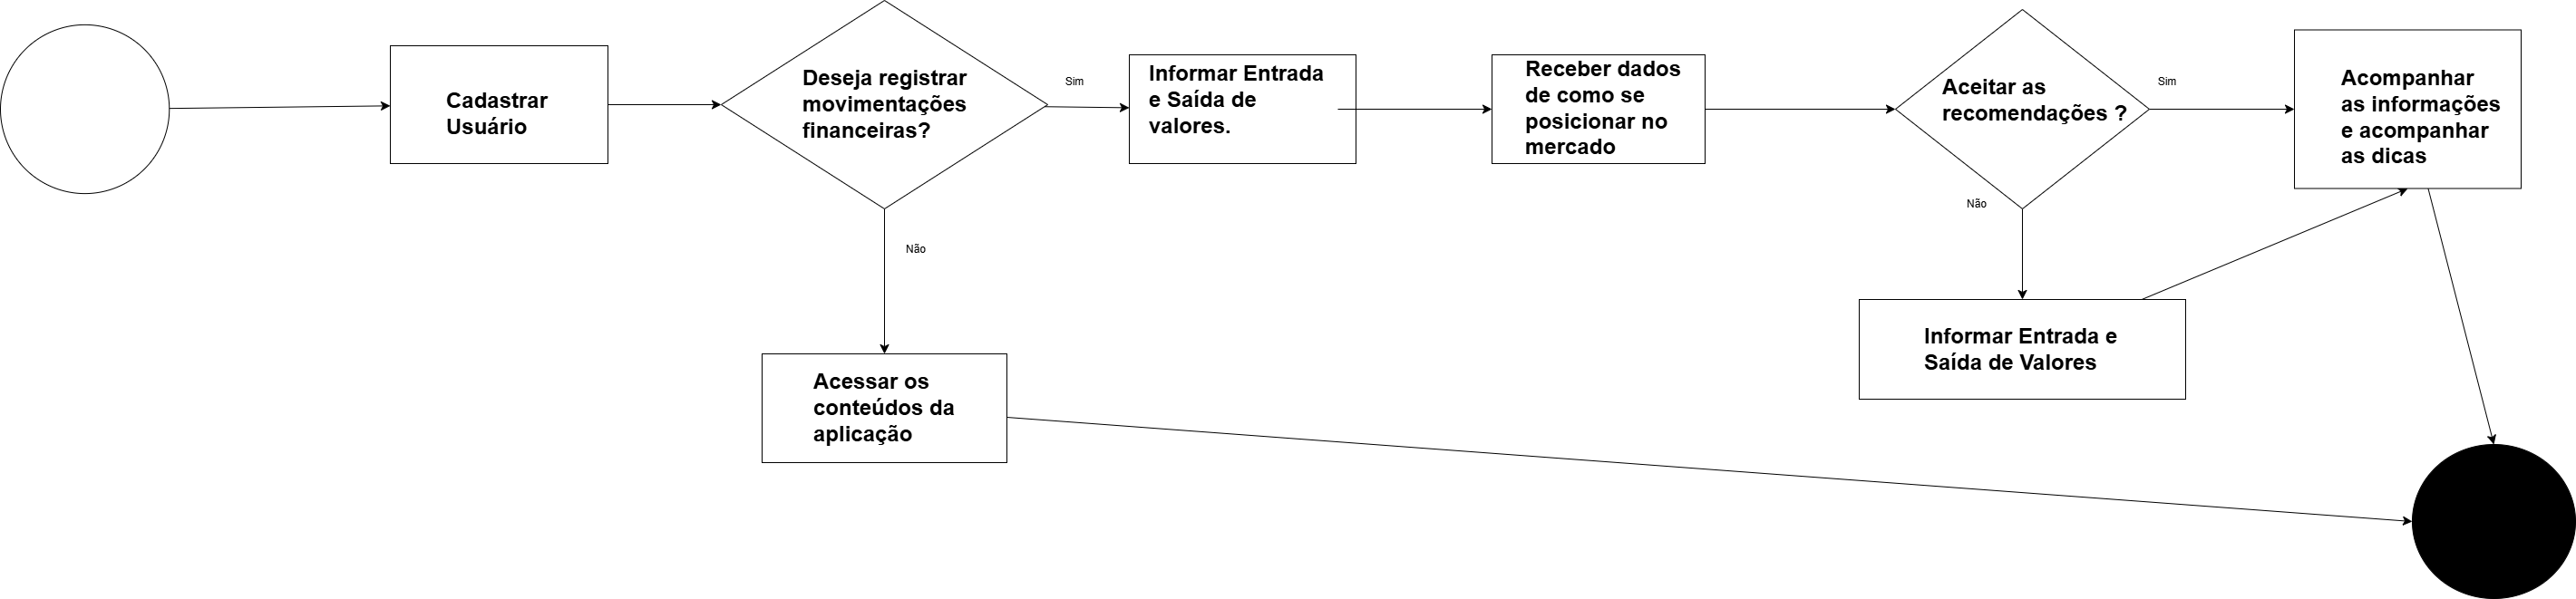 Cadastrar
Usuário
Deseja registrar
movimentações
financeiras?
Sim
Informar Entrada
e Saída de
valores.
Receber dados
de como se
posicionar no
mercado
Aceitar as
recomendações ?
Sim
Acompanhar
as informações
e acompanhar
as dicas
Não
Não
Informar Entrada e
Saída de Valores
Acessar os
conteúdos da
aplicação